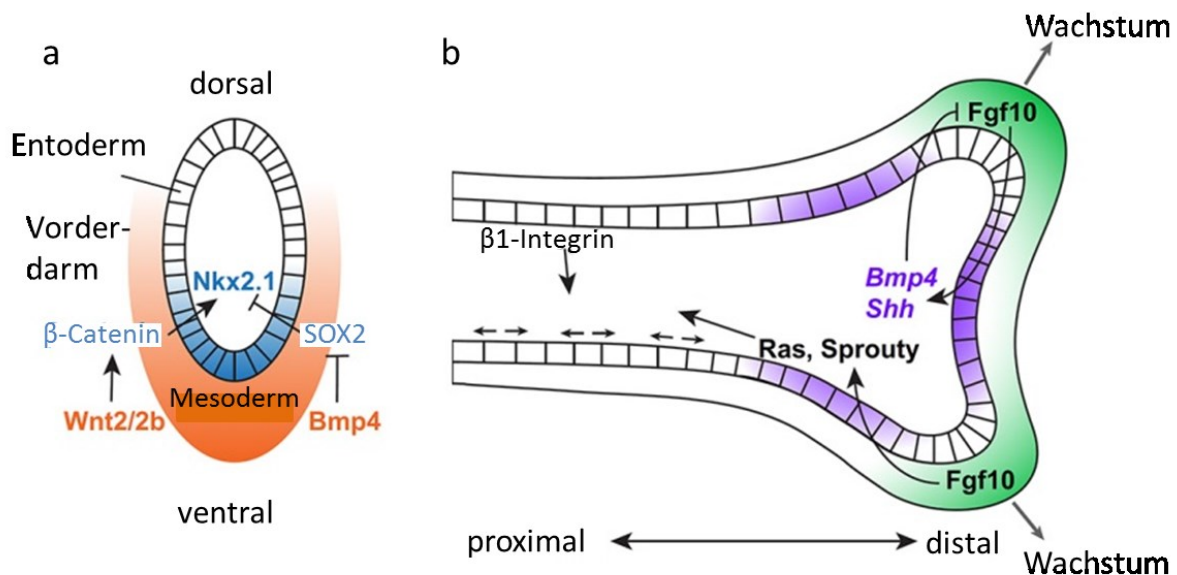 a
dorsal
Entoderm
Vorder-
darm
Nkx2.1
β-Catenin
SOX2
Mesoderm
Wnt2/2b
Bmp4
ventral
b
Wachstum
Fgf10
β1-Integrin
Bmp4
Shh
Ras, Sprouty
Fgf10
proximal
distal
Wachstum